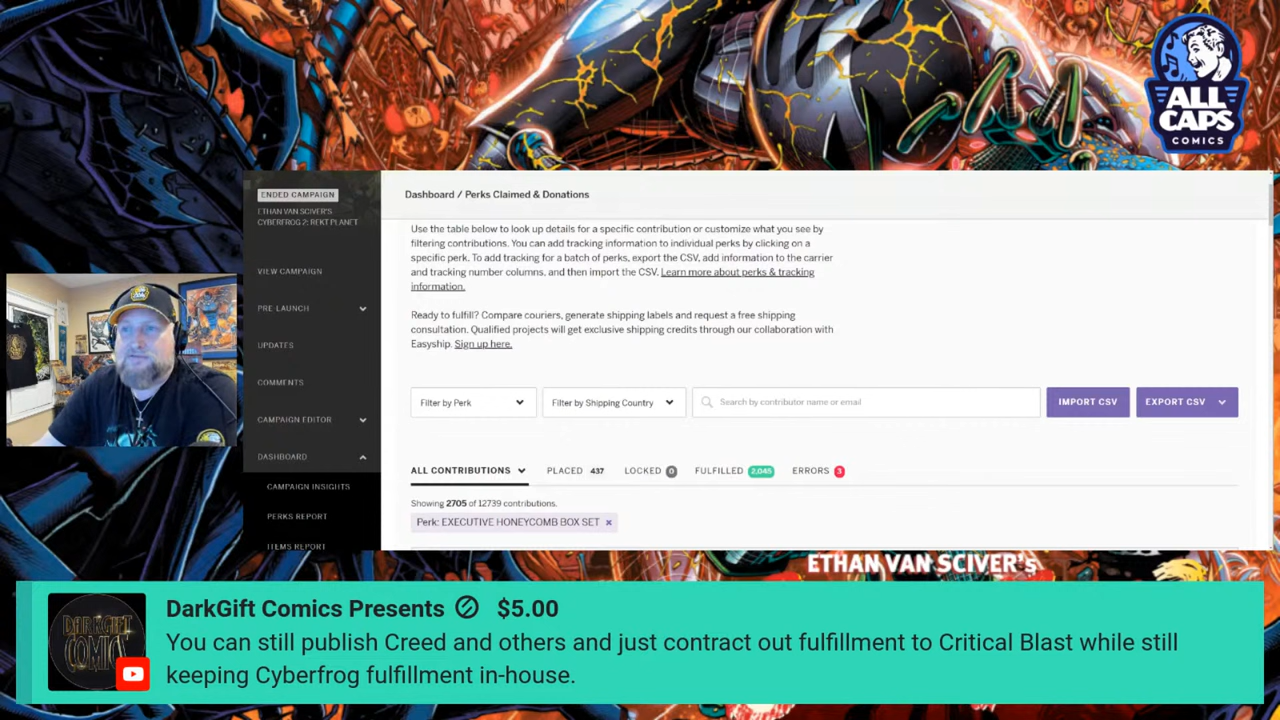 ALL
CAPS
COMICS
ENDED CAMPAIGN
ETHAN VAN SCIVER'S
CYBERFROG 2: REKT PLANET
VIEW CAMPAIGN
PRE-LAUNCH
UPDATES
COMMENTS
CAMPAIGN EDITOR
DASHBOARD
CAMPAIGN INSIGHTS
PERKS REPORT
ITEMS REPORT
Dashboard / Perks Claimed & Donations
Use the table below to look up details for a specific contribution or customize what you see by
filtering contributions. You can add tracking information to individual perks by clicking on a
specific perk. To add tracking for a batch of perks, export the CSV, add information to the carrier
and tracking number columns, and then import the CSV. Learn more about perks & tracking
information.
Ready to fulfill? Compare couriers, generate shipping labels and request a free shipping
consultation. Qualified projects will get exclusive shipping credits through our collaboration with
Easyship. Sign up here.
Filter by Perk
Filter by Shipping Country
Search by contributor name or email
IMPORT CSV
EXPORT CSV
ALL CONTRIBUTIONS
PLACED 437
LOCKED 0
FULFILLED 2,045
ERRORS 3
Showing 2705 of 12739 contributions.
Perk: EXECUTIVE HONEYCOMB BOX SET ×
ETHAN VAN SCIVER's
DARKGIFT
COMICS
DarkGift Comics Presents $5.00
You can still publish Creed and others and just contract out fulfillment to Critical Blast while still
keeping Cyberfrog fulfillment in-house.